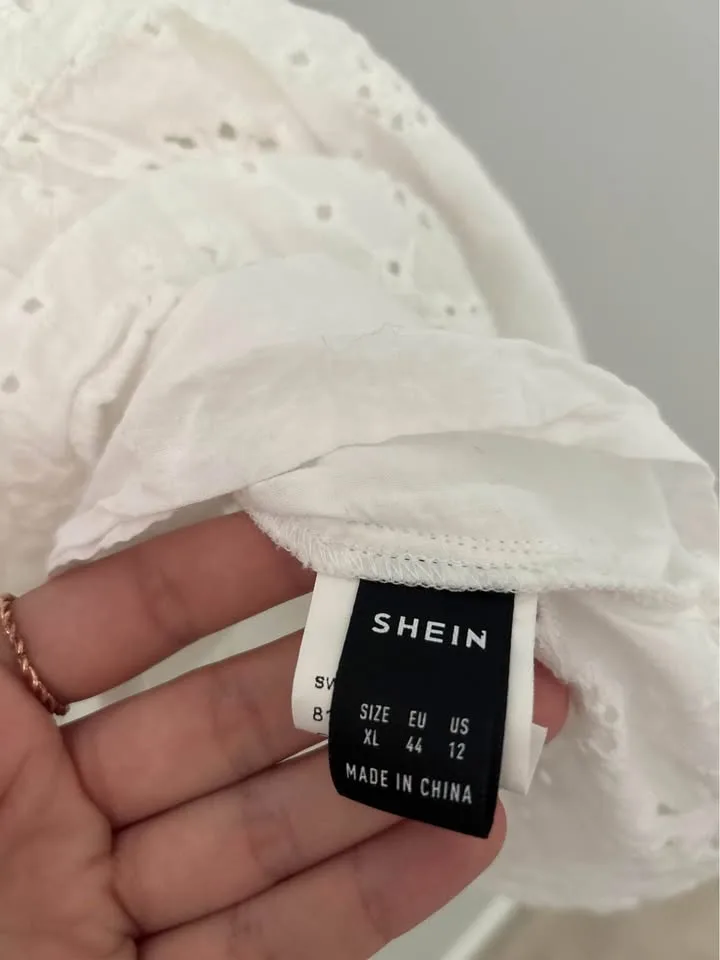 SHEIN
SIZE EU US
XL 44 12
MADE IN CHINA